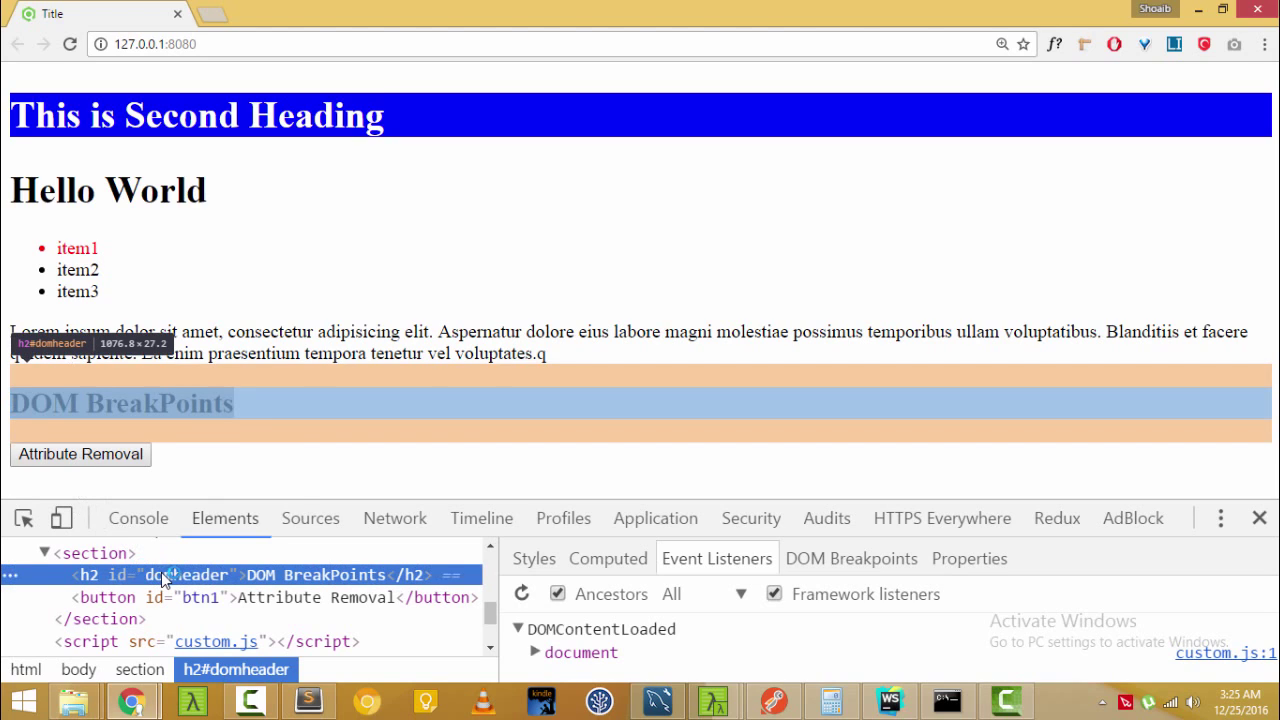 Title
Shoaib
127.0.0.1:8080
f?
This is Second Heading
Hello World
item1
item2
item3
Lorem ipsum dolor sit amet, consectetur adipisicing elit. Aspernatur dolore eius labore magni molestiae possimus temporibus ullam voluptatibus. Blanditiis et facere
quidem sapiente. Ea enim praesentium tempora tenetur vel voluptates.q
h2#domheader 1076.8×27.2
DOM BreakPoints
Attribute Removal
Console Elements Sources Network Timeline Profiles Application Security Audits HTTPS Everywhere Redux AdBlock
<section>
<h2 id="domheader">DOM BreakPoints</h2> ==
<button id="btn1">Attribute Removal</button>
</section>
<script src="custom.js"></script>
html body section h2#domheader
Styles Computed Event Listeners DOM Breakpoints Properties
Ancestors All Framework listeners
DOMContentLoaded
document
custom.js:1
Activate Windows
Go to PC settings to activate Windows.
3:25 AM
12/25/2016